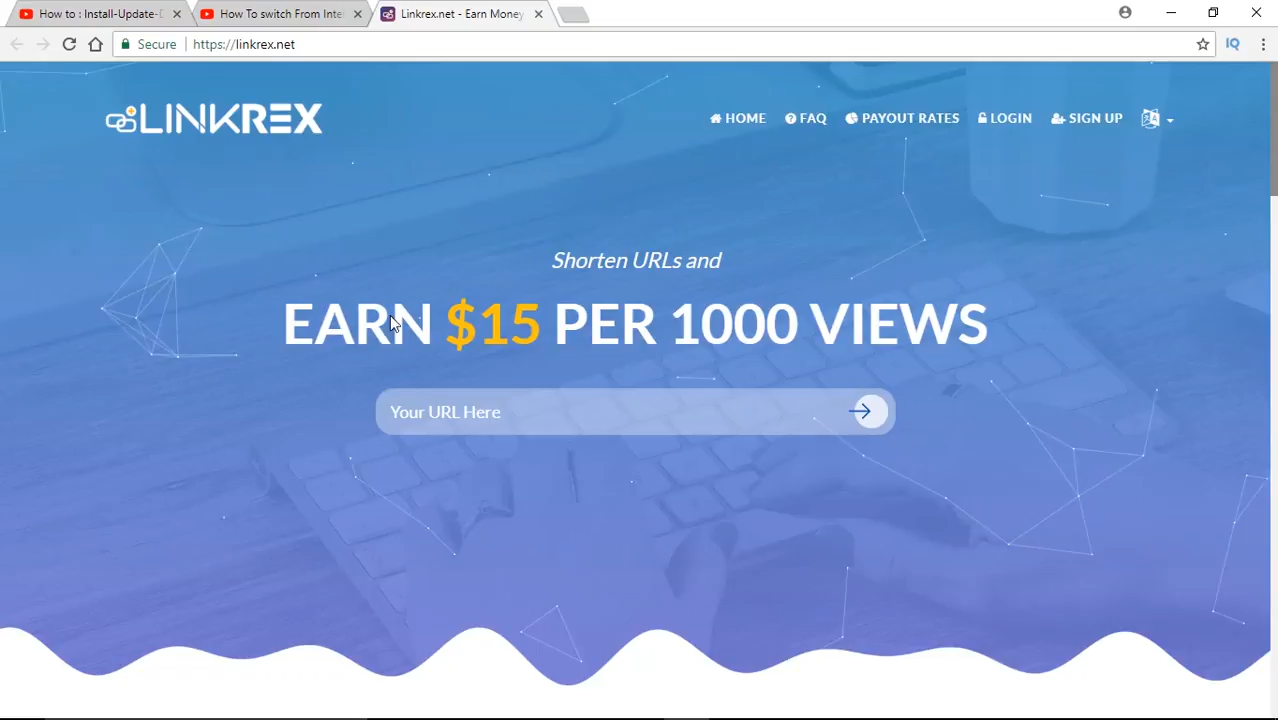 How to : Install-Update-D
How To switch From Inte
Linkrex.net - Earn Money
Secure
https://linkrex.net
LINKREX
HOME
FAQ
PAYOUT RATES
LOGIN
SIGN UP
Shorten URLs and
EARN $15 PER 1000 VIEWS
Your URL Here